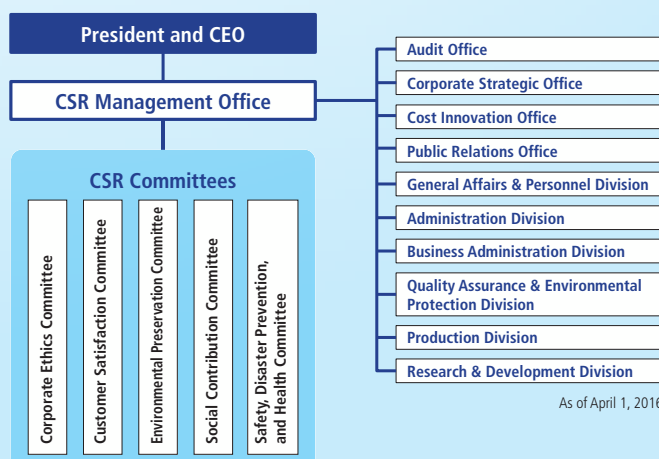 President and CEO
CSR Management Office
CSR Committees
Corporate Ethics Committee
Customer Satisfaction Committee
Environmental Preservation Committee
Social Contribution Committee
Safety, Disaster Prevention,
and Health Committee
Audit Office
Corporate Strategic Office
Cost Innovation Office
Public Relations Office
General Affairs & Personnel Division
Administration Division
Business Administration Division
Quality Assurance & Environmental
Protection Division
Production Division
Research & Development Division
As of April 1, 2016